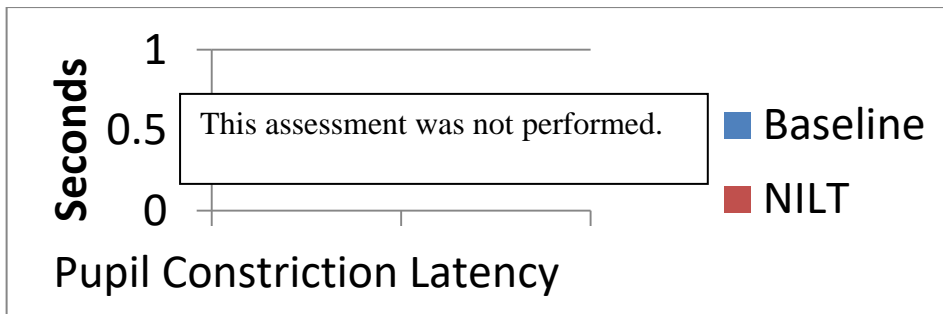 1
Seconds
0.5
This assessment was not performed.
Baseline
0
NILT
Pupil Constriction Latency